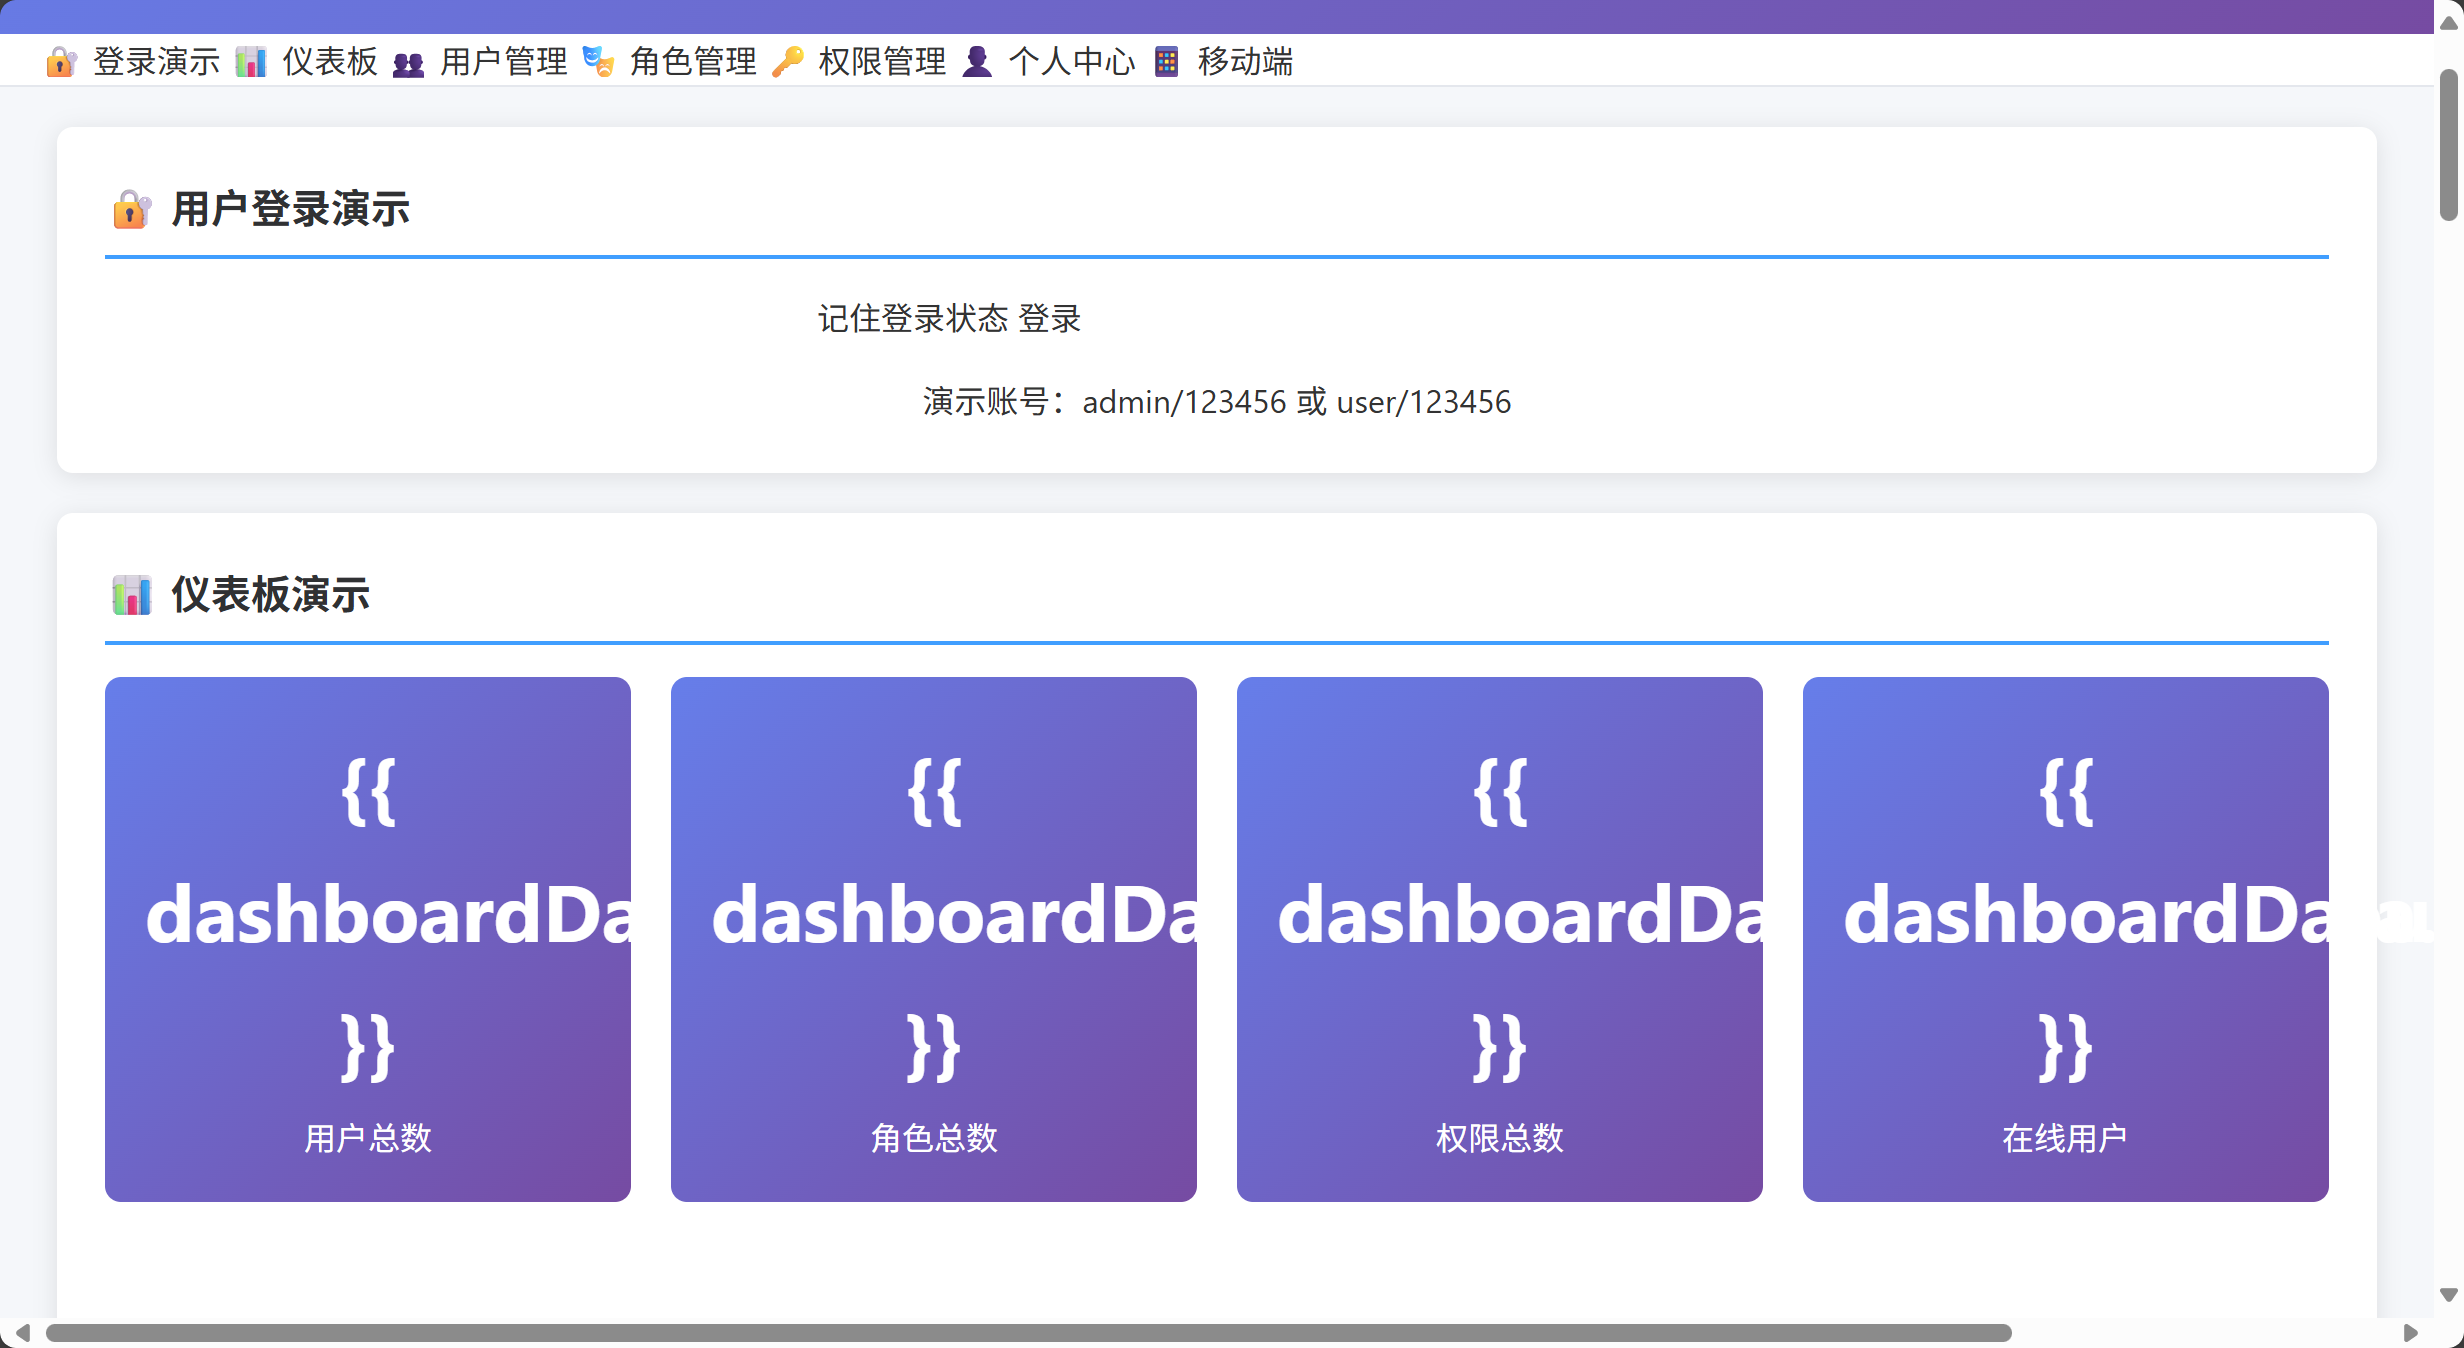 登录演示 仪表板 用户管理 角色管理 权限管理 个人中心 移动端
用户登录演示
记住登录状态 登录
演示账号：admin/123456 或 user/123456
仪表板演示
{{ {{ {{ {{
dashboardDa dashboardDa dashboardDa dashboardDa
}} }} }} }}
用户总数 角色总数 权限总数 在线用户